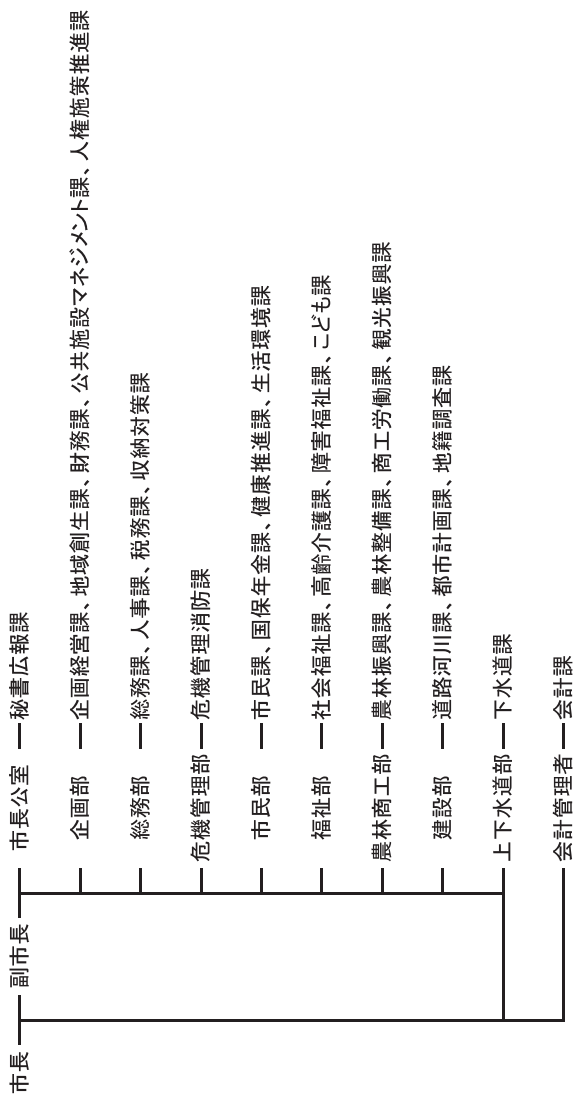 市長 副市長 市長公室 秘書広報課
企画部 企画経営課、地域創生課、財務課、公共施設マネジメント課、人権施策推進課
総務部 総務課、人事課、税務課、収納対策課
危機管理部 危機管理消防課
市民部 市民課、国保年金課、健康推進課、生活環境課
福祉部 社会福祉課、高齢介護課、障害福祉課、こども課
農林商工部 農林振興課、農林整備課、商工労働課、観光振興課
建設部 道路河川課、都市計画課、地籍調査課
上下水道部 下水道課
会計管理者 会計課